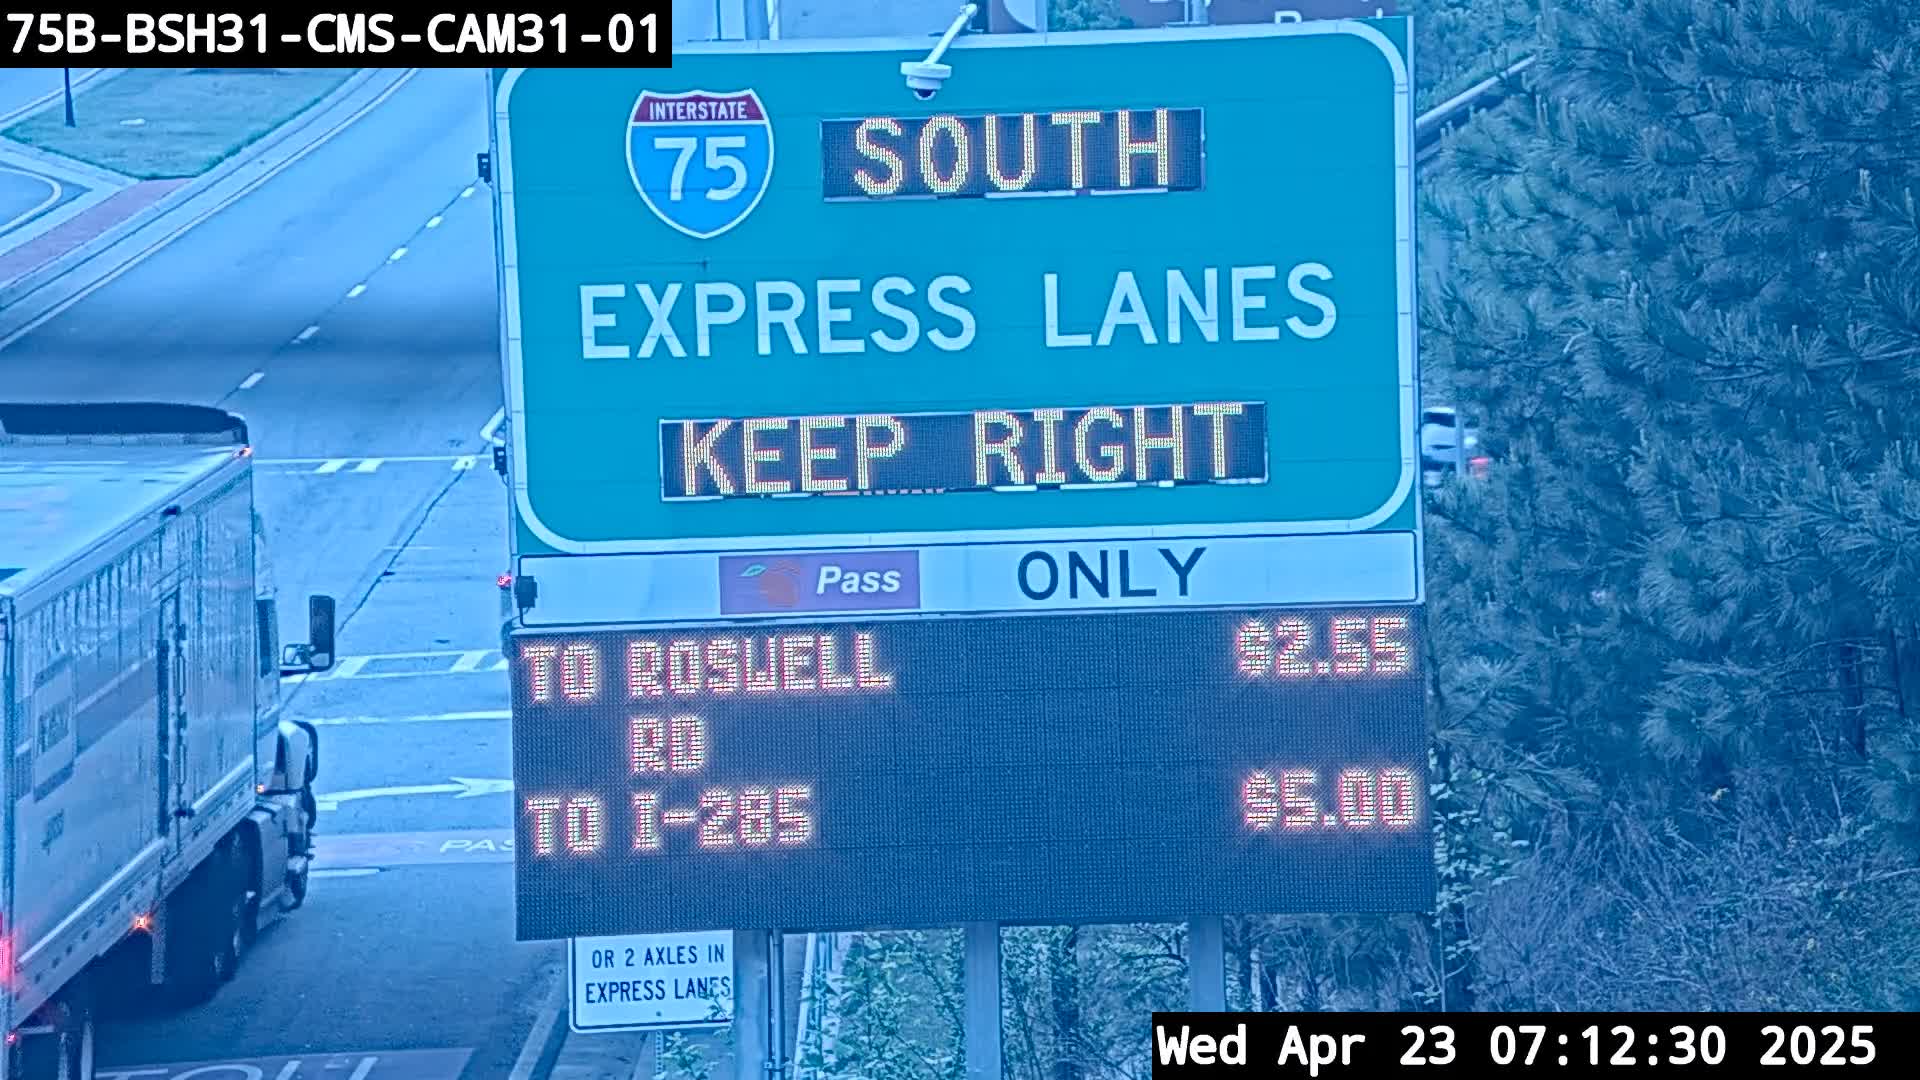 75B-BSH31-CMS-CAM31-01
INTERSTATE
75
SOUTH
EXPRESS LANES
KEEP RIGHT
Pass ONLY
TO ROSWELL $2.55
RD
TO I-285 $5.00
OR 2 AXLES IN
EXPRESS LANES
Wed Apr 23 07:12:30 2025